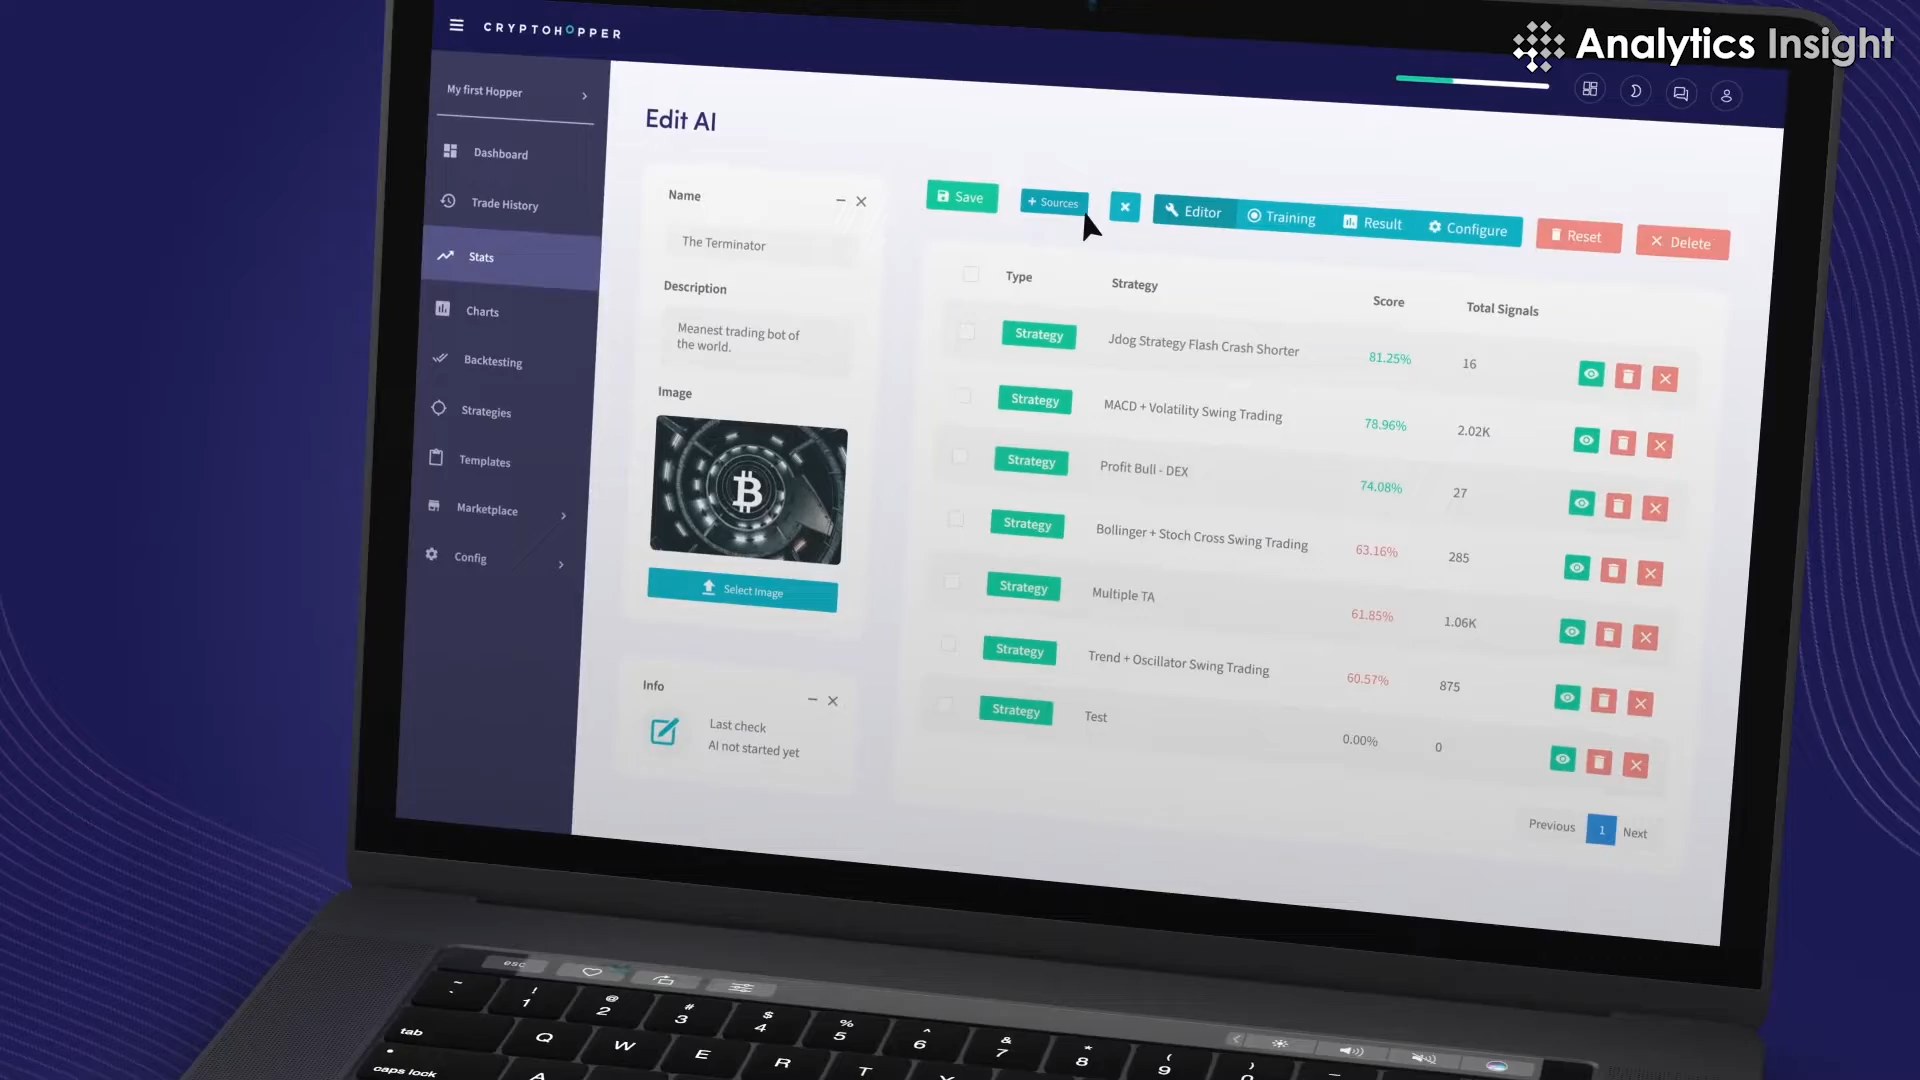 Analytics Insight
CRYPTOHOPPER
My first Hopper
Dashboard
Trade History
Stats
Charts
Backtesting
Strategies
Templates
Marketplace
Config
Edit AI
Name
The Terminator
Description
Meanest trading bot of
the world.
Image
Select Image
Info
Last check
AI not started yet
Save
+ Sources
Editor
Training
Result
Configure
Reset
Delete
Type Strategy Score Total Signals
Strategy Jdog Strategy Flash Crash Shorter 81.25% 16
Strategy MACD + Volatility Swing Trading 78.96% 2.02K
Strategy Profit Bull - DEX 74.08% 27
Strategy Bollinger + Stoch Cross Swing Trading 63.16% 285
Strategy Multiple TA 61.85% 1.06K
Strategy Trend + Oscillator Swing Trading 60.57% 875
Strategy Test 0.00% 0
Previous 1 Next
esc
~ ! @ # $ % ^ & * (
1 2 3 4 5 6 7 8 9
tab Q W E R T
caps lock A